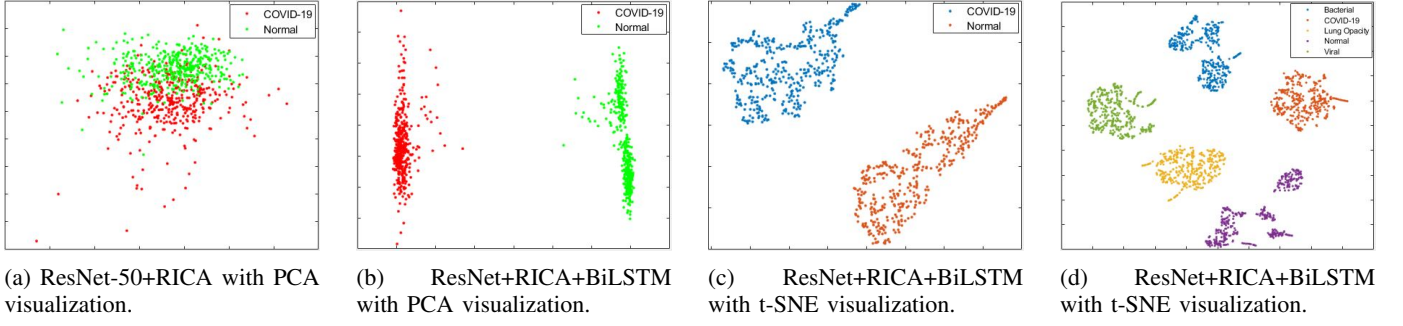 COVID-19
Normal
COVID-19
Normal
COVID-19
Normal
Bacterial
COVID-19
Lung Opacity
Normal
Viral
(a) ResNet-50+RICA with PCA
visualization.
(b) ResNet+RICA+BiLSTM
with PCA visualization.
(c) ResNet+RICA+BiLSTM
with t-SNE visualization.
(d) ResNet+RICA+BiLSTM
with t-SNE visualization.